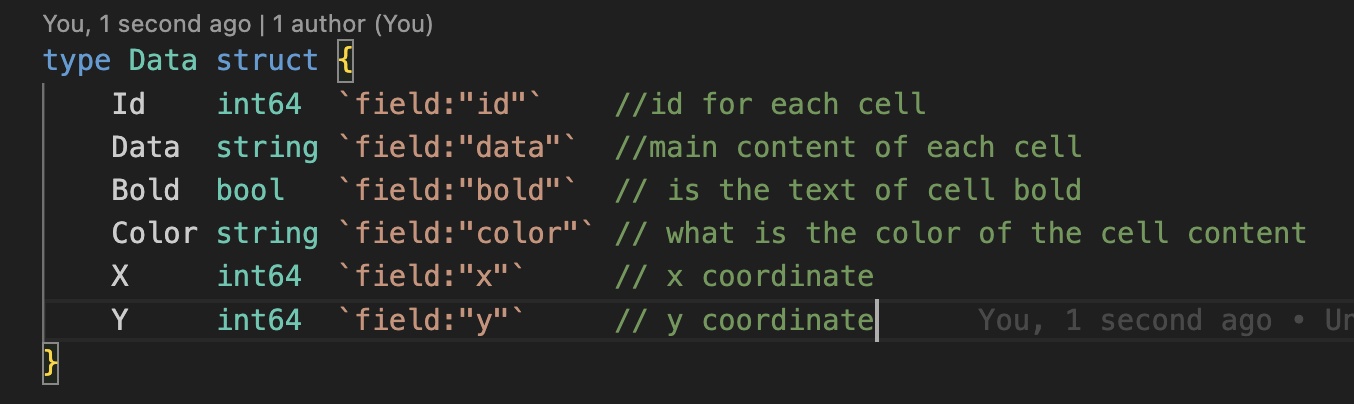 You, 1 second ago | 1 author (You)
type Data struct {
    Id    int64  `field:"id"`    //id for each cell
    Data  string `field:"data"`  //main content of each cell
    Bold  bool   `field:"bold"`  // is the text of cell bold
    Color string `field:"color"` // what is the color of the cell content
    X     int64  `field:"x"`     // x coordinate
    Y     int64  `field:"y"`     // y coordinate    You, 1 second ago •
}